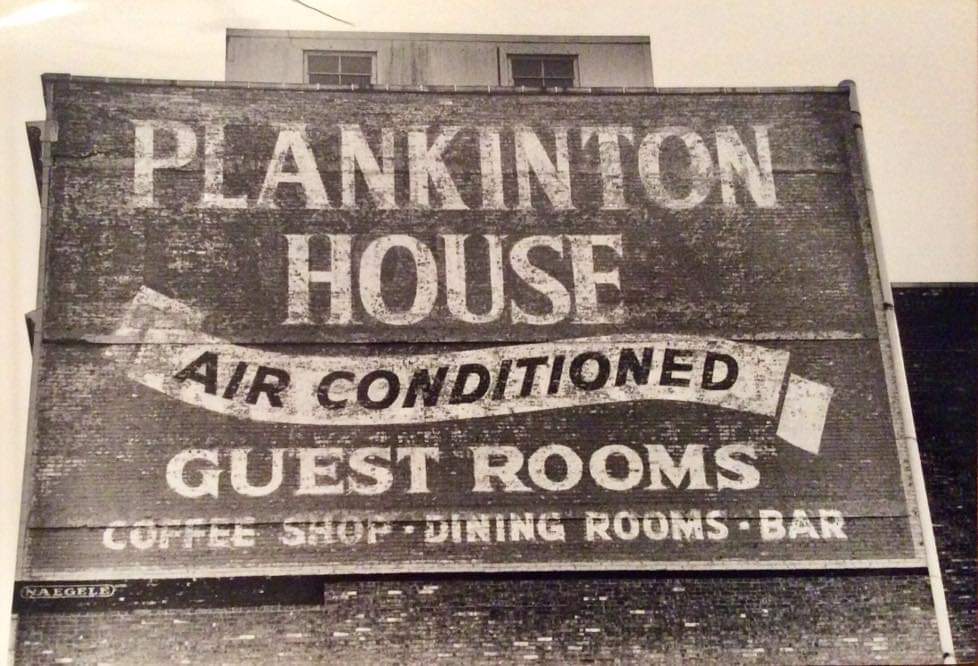 PLANKINTON
HOUSE
AIR CONDITIONED
GUEST ROOMS
COFFEE SHOP · DINING ROOMS · BAR
NAEGELE